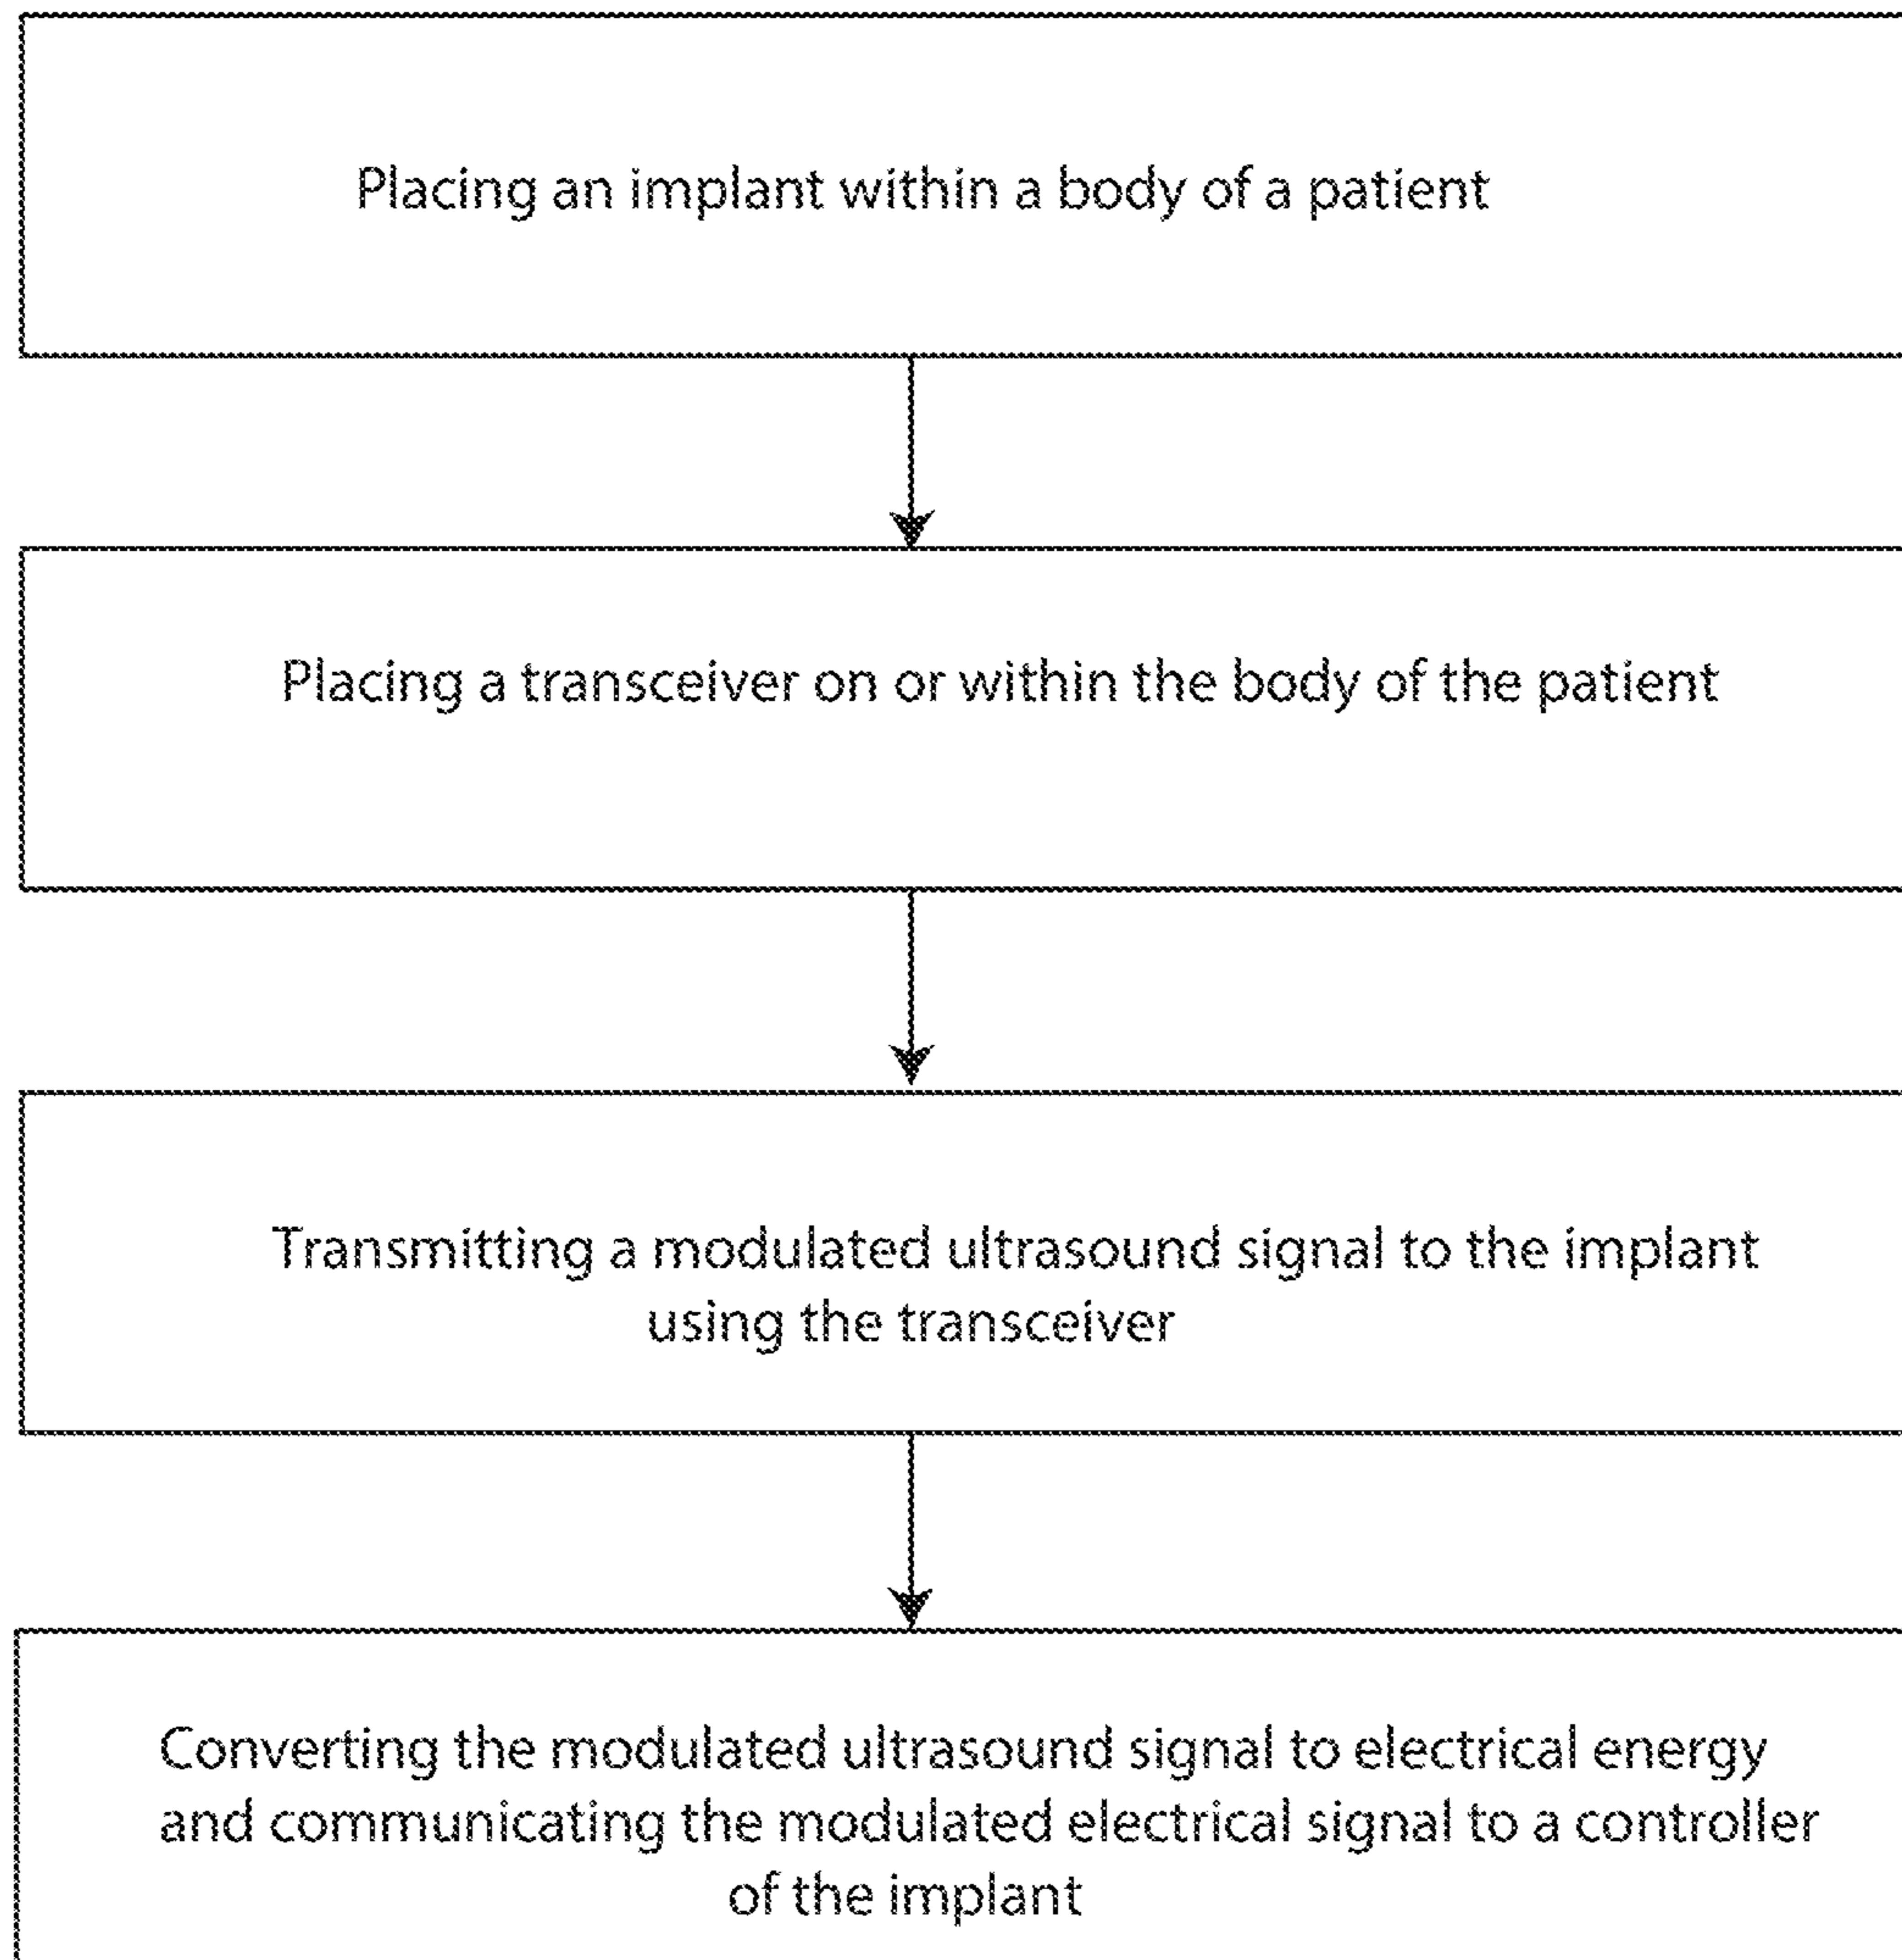 Placing an implant within a body of a patient
Placing a transceiver on or within the body of the patient
Transmitting a modulated ultrasound signal to the implant
using the transceiver
Converting the modulated ultrasound signal to electrical energy
and communicating the modulated electrical signal to a controller
of the implant